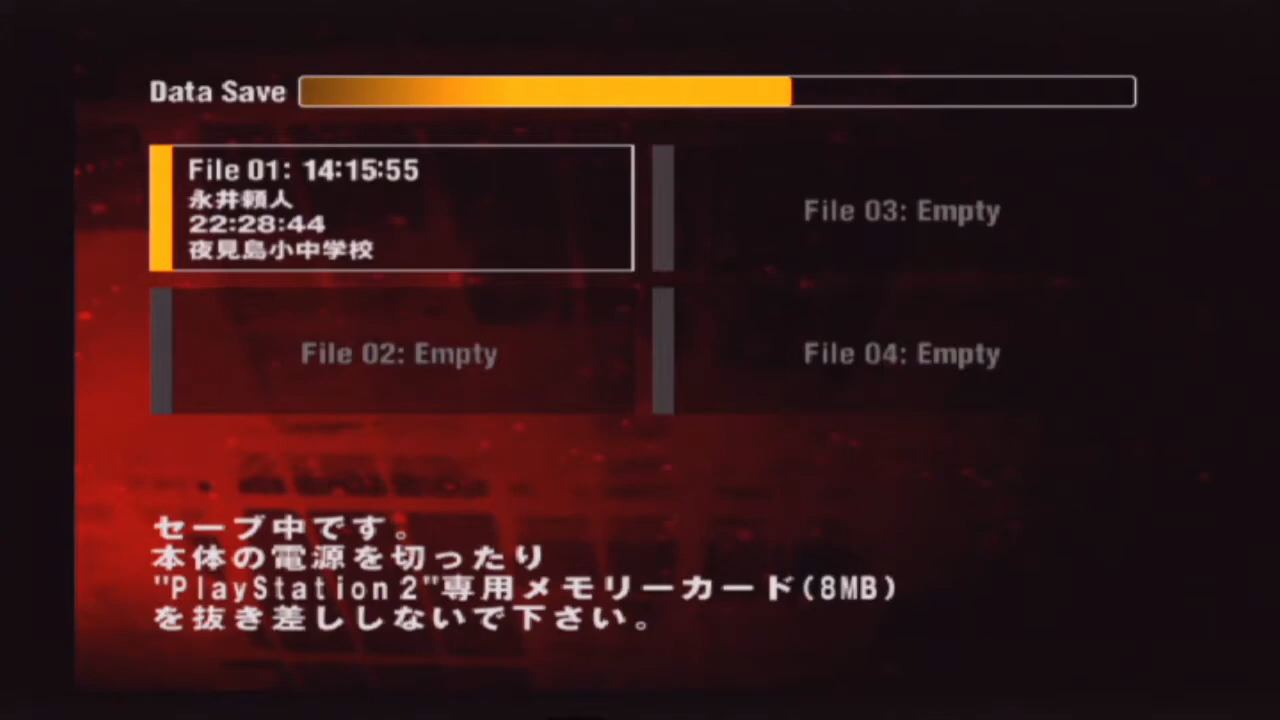 Data Save
File 01: 14:15:55
永井頼人
22:28:44
夜見島小中学校
File 03: Empty
File 02: Empty
File 04: Empty
セーブ中です。
本体の電源を切ったり
"PlayStation 2"専用メモリーカード(8MB)
を抜き差ししないで下さい。